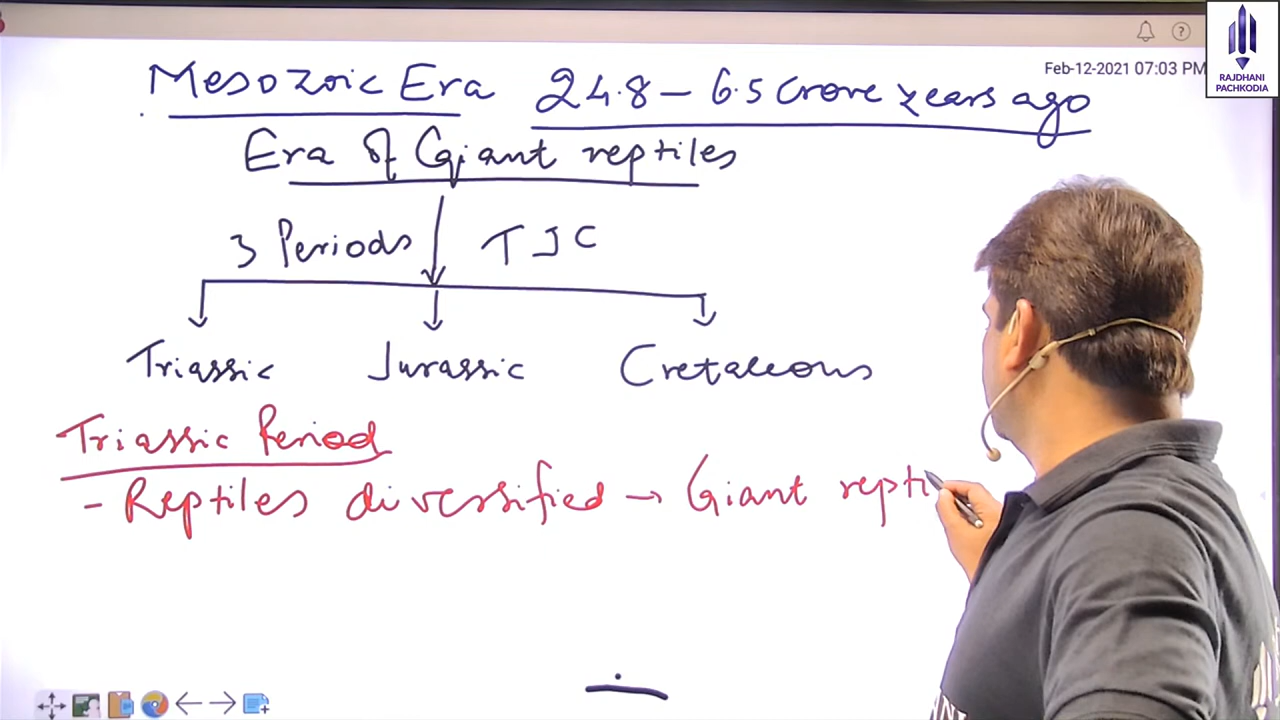 RAJDHANI
PACHKODIA
Feb-12-2021 07:03 PM
Mesozoic Era 24.8 – 6.5 Crore years ago
Era of Giant reptiles
3 Periods TJC
Triassic Jurassic Cretaceous
Triassic Period
- Reptiles diversified → Giant repti